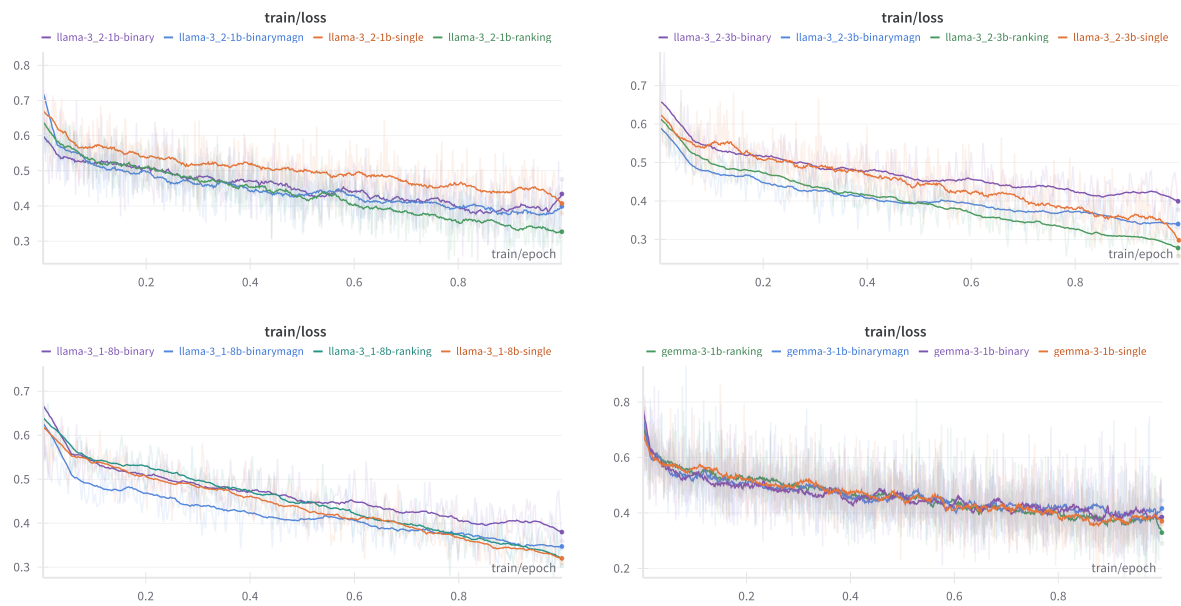 train/loss
llama-3_2-1b-binary llama-3_2-1b-binarymagn llama-3_2-1b-single llama-3_2-1b-ranking
0.8
0.7
0.6
0.5
0.4
0.3
train/epoch
0.2 0.4 0.6 0.8
train/loss
llama-3_2-3b-binary llama-3_2-3b-binarymagn llama-3_2-3b-ranking llama-3_2-3b-single
0.7
0.6
0.5
0.4
0.3
train/epoch
0.2 0.4 0.6 0.8
train/loss
llama-3_1-8b-binary llama-3_1-8b-binarymagn llama-3_1-8b-ranking llama-3_1-8b-single
0.7
0.6
0.5
0.4
0.3
train/epoch
0.2 0.4 0.6 0.8
train/loss
gemma-3-1b-ranking gemma-3-1b-binarymagn gemma-3-1b-binary gemma-3-1b-single
0.8
0.6
0.4
0.2
train/epoch
0.2 0.4 0.6 0.8